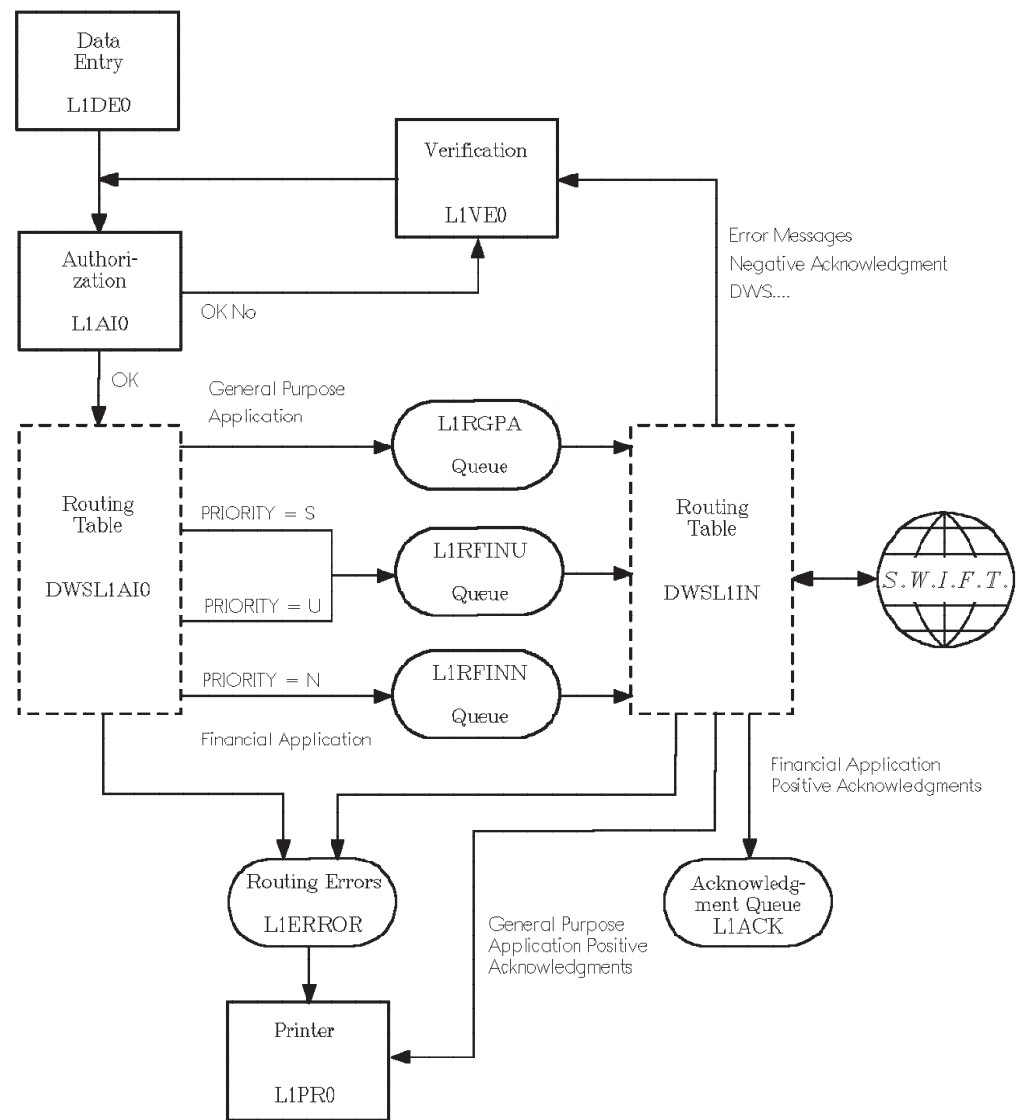 Data
Entry
L1DE0
Verification
L1VE0
Error Messages
Negative Acknowledgment
DWS....
Authori-
zation
L1AI0
OK No
OK
General Purpose
Application
L1RGPA
Queue
Routing
Table
DWSL1AI0
PRIORITY = S
PRIORITY = U
L1RFINU
Queue
Routing
Table
DWSL1IN
S.W.I.F.T.
PRIORITY = N
L1RFINN
Queue
Financial Application
Financial Application
Positive Acknowledgments
Routing Errors
L1ERROR
Acknowledg-
ment Queue
L1ACK
General Purpose
Application Positive
Acknowledgments
Printer
L1PR0